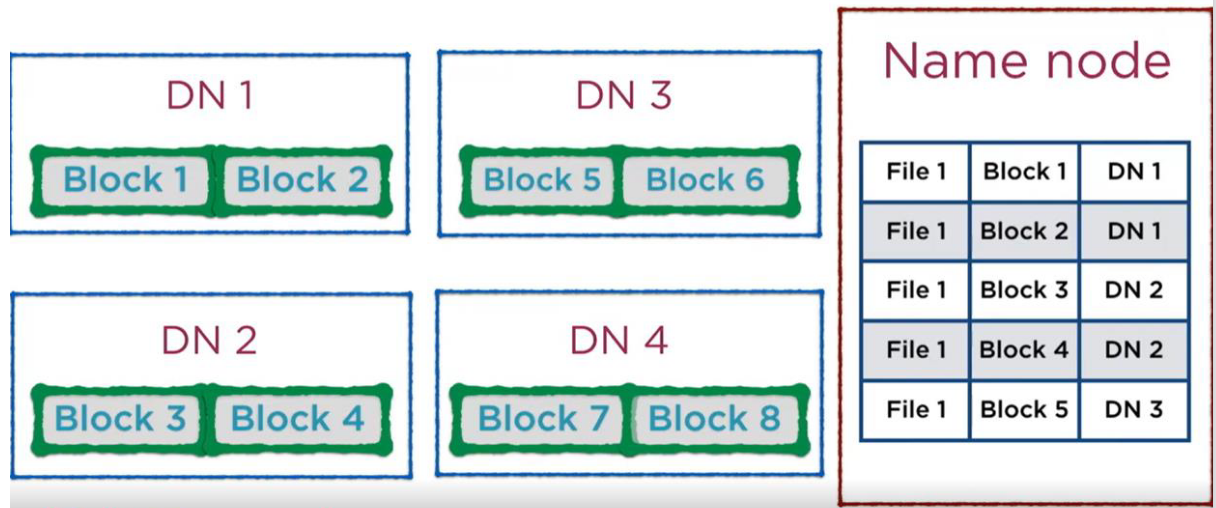 DN 1
Block 1 Block 2
DN 3
Block 5 Block 6
DN 2
Block 3 Block 4
DN 4
Block 7 Block 8
Name node
File 1 Block 1 DN 1
File 1 Block 2 DN 1
File 1 Block 3 DN 2
File 1 Block 4 DN 2
File 1 Block 5 DN 3